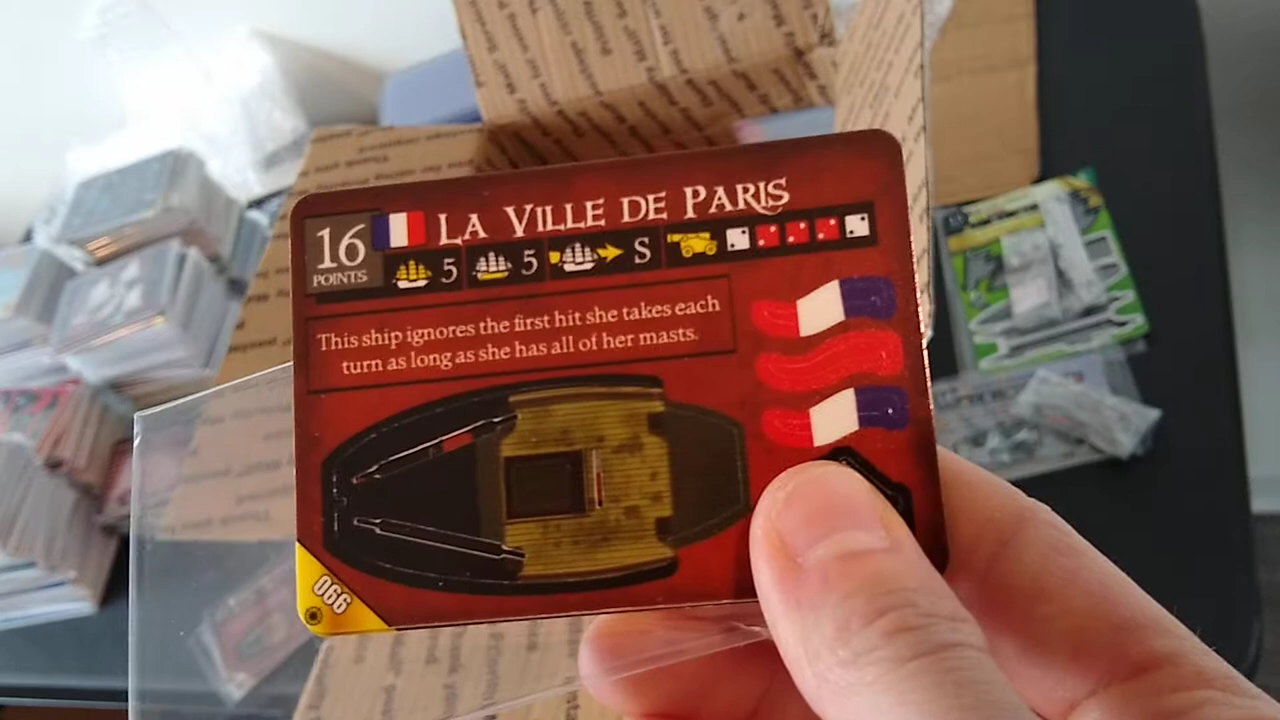 LA VILLE DE PARIS
16
POINTS
5 5 S
This ship ignores the first hit she takes each
turn as long as she has all of her masts.
066